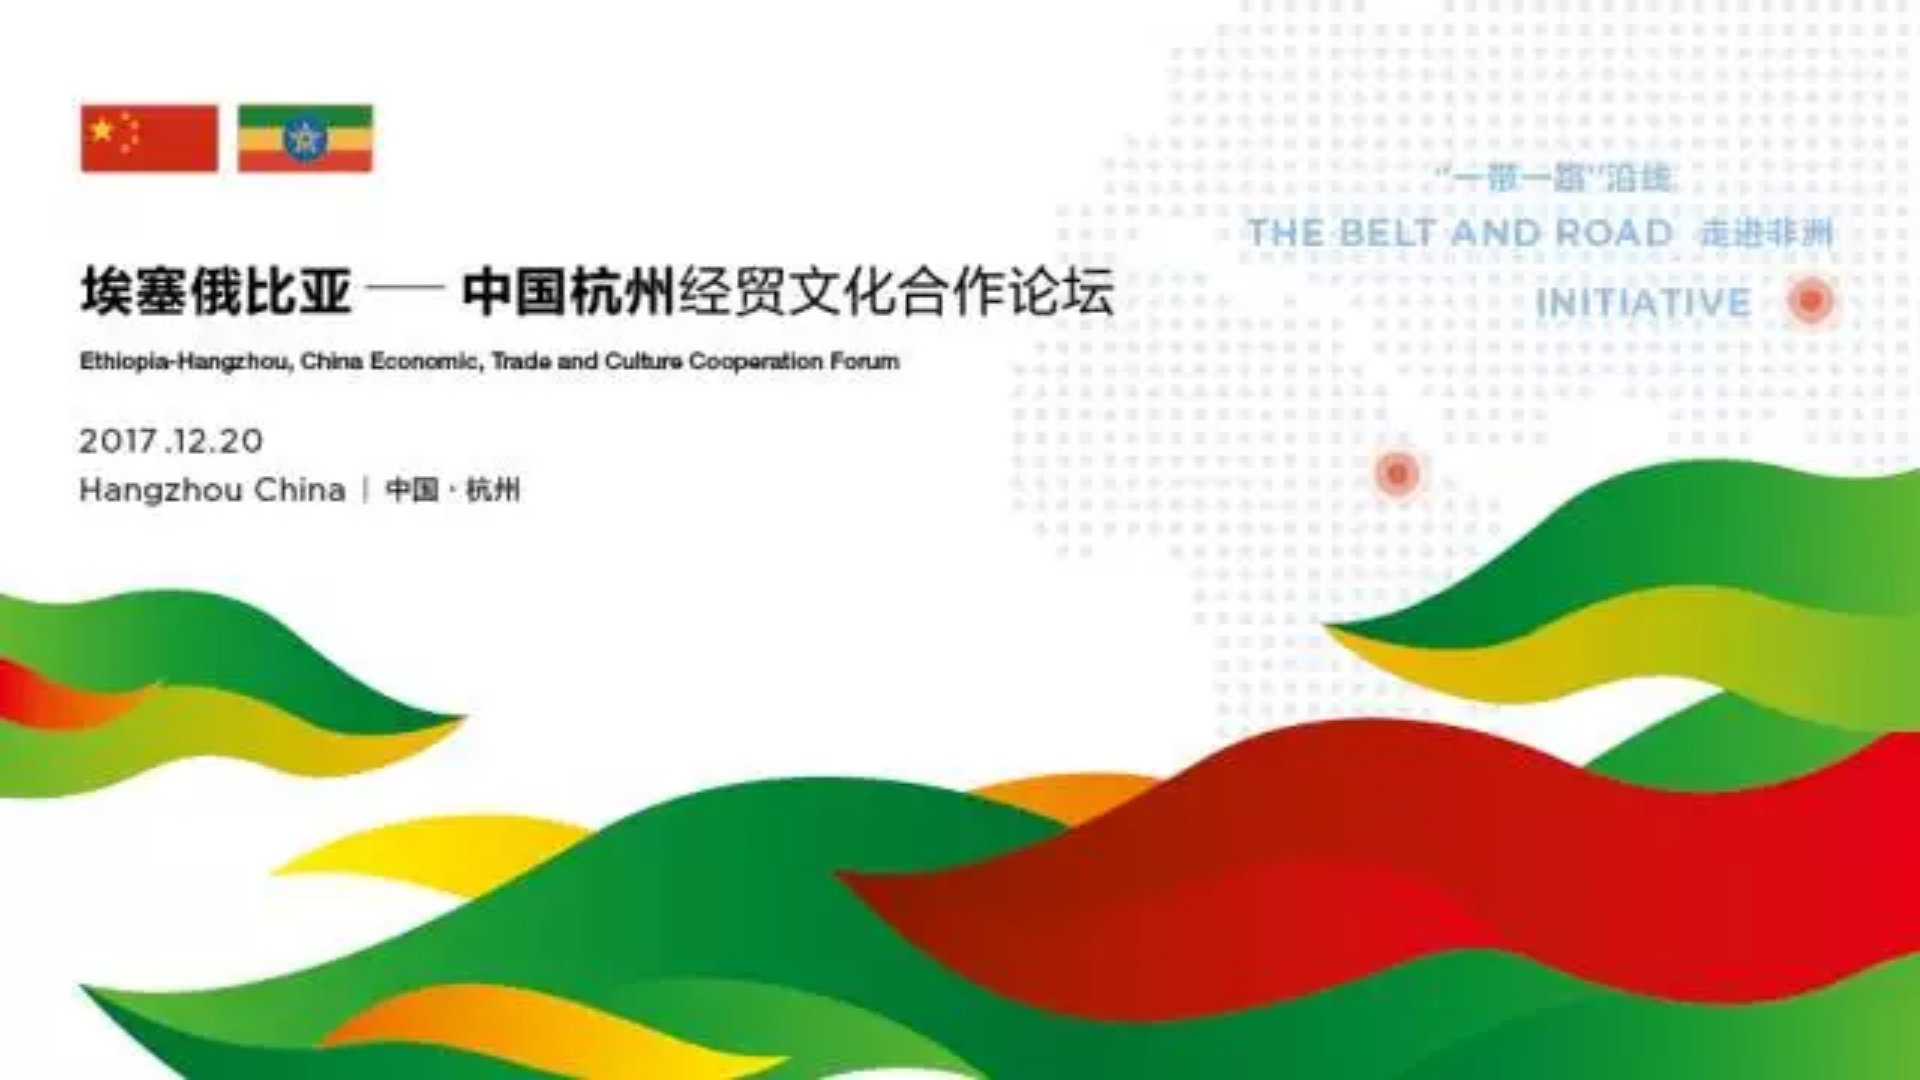 埃塞俄比亚 —— 中国杭州经贸文化合作论坛
Ethiopia-Hangzhou, China Economic, Trade and Culture Cooperation Forum
2017.12.20
Hangzhou China | 中国·杭州
“一带一路”沿线
THE BELT AND ROAD 走进非洲
INITIATIVE